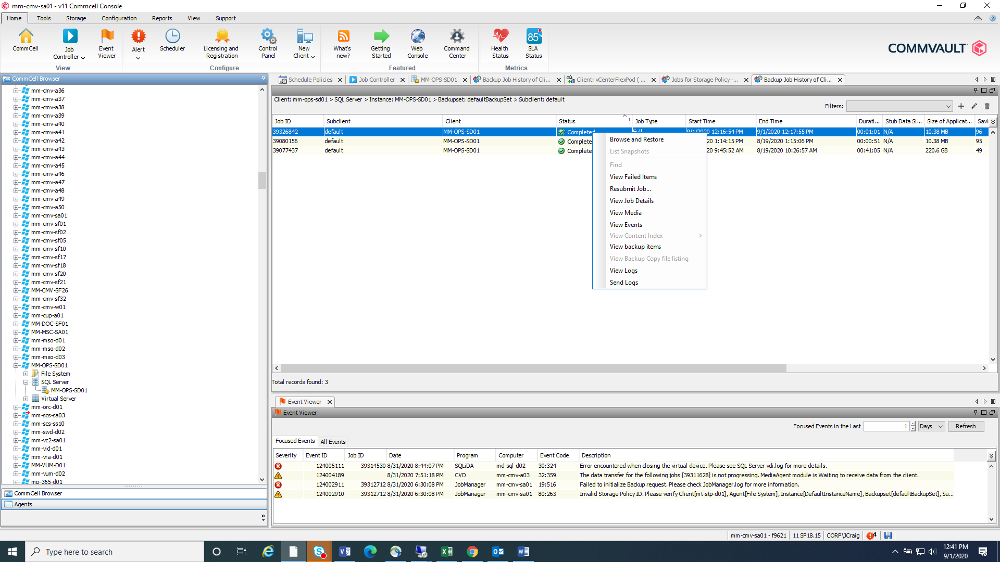 mm-cmv-sa01 - v11 Commcell Console
Home Tools Storage Configuration Reports View Support
CommCell
Job Controller
Event Viewer
View
Alert
Scheduler
Licensing and Registration
Control Panel
New Client
Configure
What's new?
Getting Started
Web Console
Command Center
Featured
Health Status
85%
SLA Status
Metrics
COMMVAULT
CommCell Browser
mm-cmv-a36
mm-cmv-a37
mm-cmv-a38
mm-cmv-a39
mm-cmv-a40
mm-cmv-a41
mm-cmv-a42
mm-cmv-a43
mm-cmv-a44
mm-cmv-a45
mm-cmv-a46
mm-cmv-a47
mm-cmv-a48
mm-cmv-a49
mm-cmv-a50
mm-cmv-sa01
mm-cmv-sf01
mm-cmv-sf02
mm-cmv-sf05
mm-cmv-sf10
mm-cmv-sf17
mm-cmv-sf18
mm-cmv-sf20
mm-cmv-sf21
MM-CMV-SF26
mm-cmv-sf32
mm-cmv-w01
mm-cup-a01
MM-DOC-SF01
MM-MSC-SA01
mm-mso-d01
mm-mso-d02
mm-mso-d03
MM-OPS-SD01
File System
SQL Server
MM-OPS-SD01
Virtual Server
mm-orc-d01
mm-scs-sa03
mm-scs-ss10
mm-swd-d02
mm-vc2-sa01
mm-vid-d01
mm-vra-d01
MM-VUM-D01
mm-vum-d02
mp-365-d01
CommCell Browser
Agents
Schedule Policies Job Controller MM-OPS-SD01 Backup Job History of Cli... Client: vCenterFlexPod ( ... Jobs for Storage Policy -... Backup Job History of Cli...
Client: mm-ops-sd01 > SQL Server > Instance: MM-OPS-SD01 > Backupset: defaultBackupSet > Subclient: default
Filters:
Job ID Subclient Client Status 1 Job Type Start Time End Time Durati... Stub Data Si... Size of Applicat... Savi
39326842 default MM-OPS-SD01 Completed Full 9/1/2020 12:16:54 PM 9/1/2020 12:17:55 PM 00:01:01 N/A 10.38 MB 96
39080156 default MM-OPS-SD01 Complete 20 1:14:15 PM 8/19/2020 1:15:06 PM 00:00:51 N/A 10.38 MB 95
39077437 default MM-OPS-SD01 Complete 20 9:45:52 AM 8/19/2020 10:26:57 AM 00:41:05 N/A 220.6 GB 49
Browse and Restore
List Snapshots
Find
View Failed Items
Resubmit Job...
View Job Details
View Media
View Events
View Content Index
View backup items
View Backup Copy file listing
View Logs
Send Logs
Total records found: 3
Event Viewer
Event Viewer
Focused Events in the Last 1 Days Refresh
Focused Events All Events
Severity Event ID Job ID Date Program Computer Event Code Description
124005111 39314530 8/31/2020 8:44:07 PM SQLiDA md-sql-d02 30:324 Error encountered when closing the virtual device. Please see SQL Server vdi.log for more details.
124004189 8/31/2020 7:51:18 PM CVD mm-cmv-a03 32:359 The data transfer for the following jobs [39311628] is not progressing. MediaAgent module is Waiting to receive data from the client.
124002911 39312712 8/31/2020 6:30:08 PM JobManager mm-cmv-sa01 19:516 Failed to initialize Backup request. Please check JobManager.log for more information.
124002910 39312712 8/31/2020 6:30:08 PM JobManager mm-cmv-sa01 80:263 Invalid Storage Policy ID. Please verify Client[mt-stp-d01], Agent[File System], Instance[DefaultInstanceName], Backupset[defaultBackupSet], Su...
mm-cmv-sa01 - f9621 11 SP18.15 CORP\JCraig 4
Type here to search
12:41 PM
9/1/2020